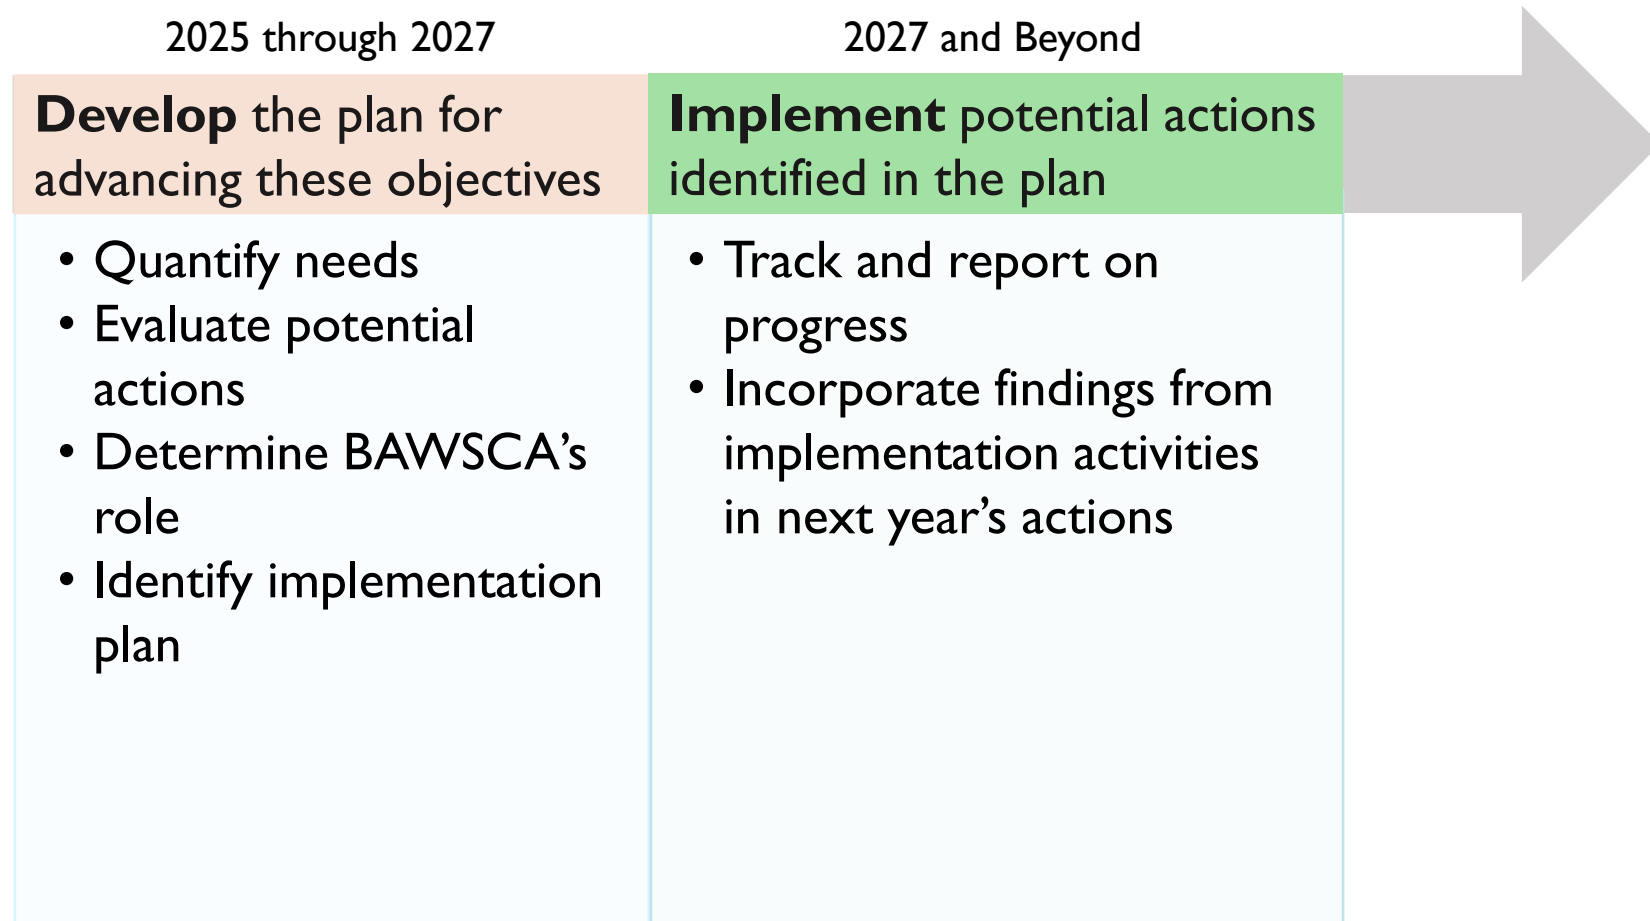 2025 through 2027
2027 and Beyond
Develop the plan for
advancing these objectives
Implement potential actions
identified in the plan
• Quantify needs
• Evaluate potential
actions
• Determine BAWSCA’s
role
• Identify implementation
plan
• Track and report on
progress
• Incorporate findings from
implementation activities
in next year’s actions